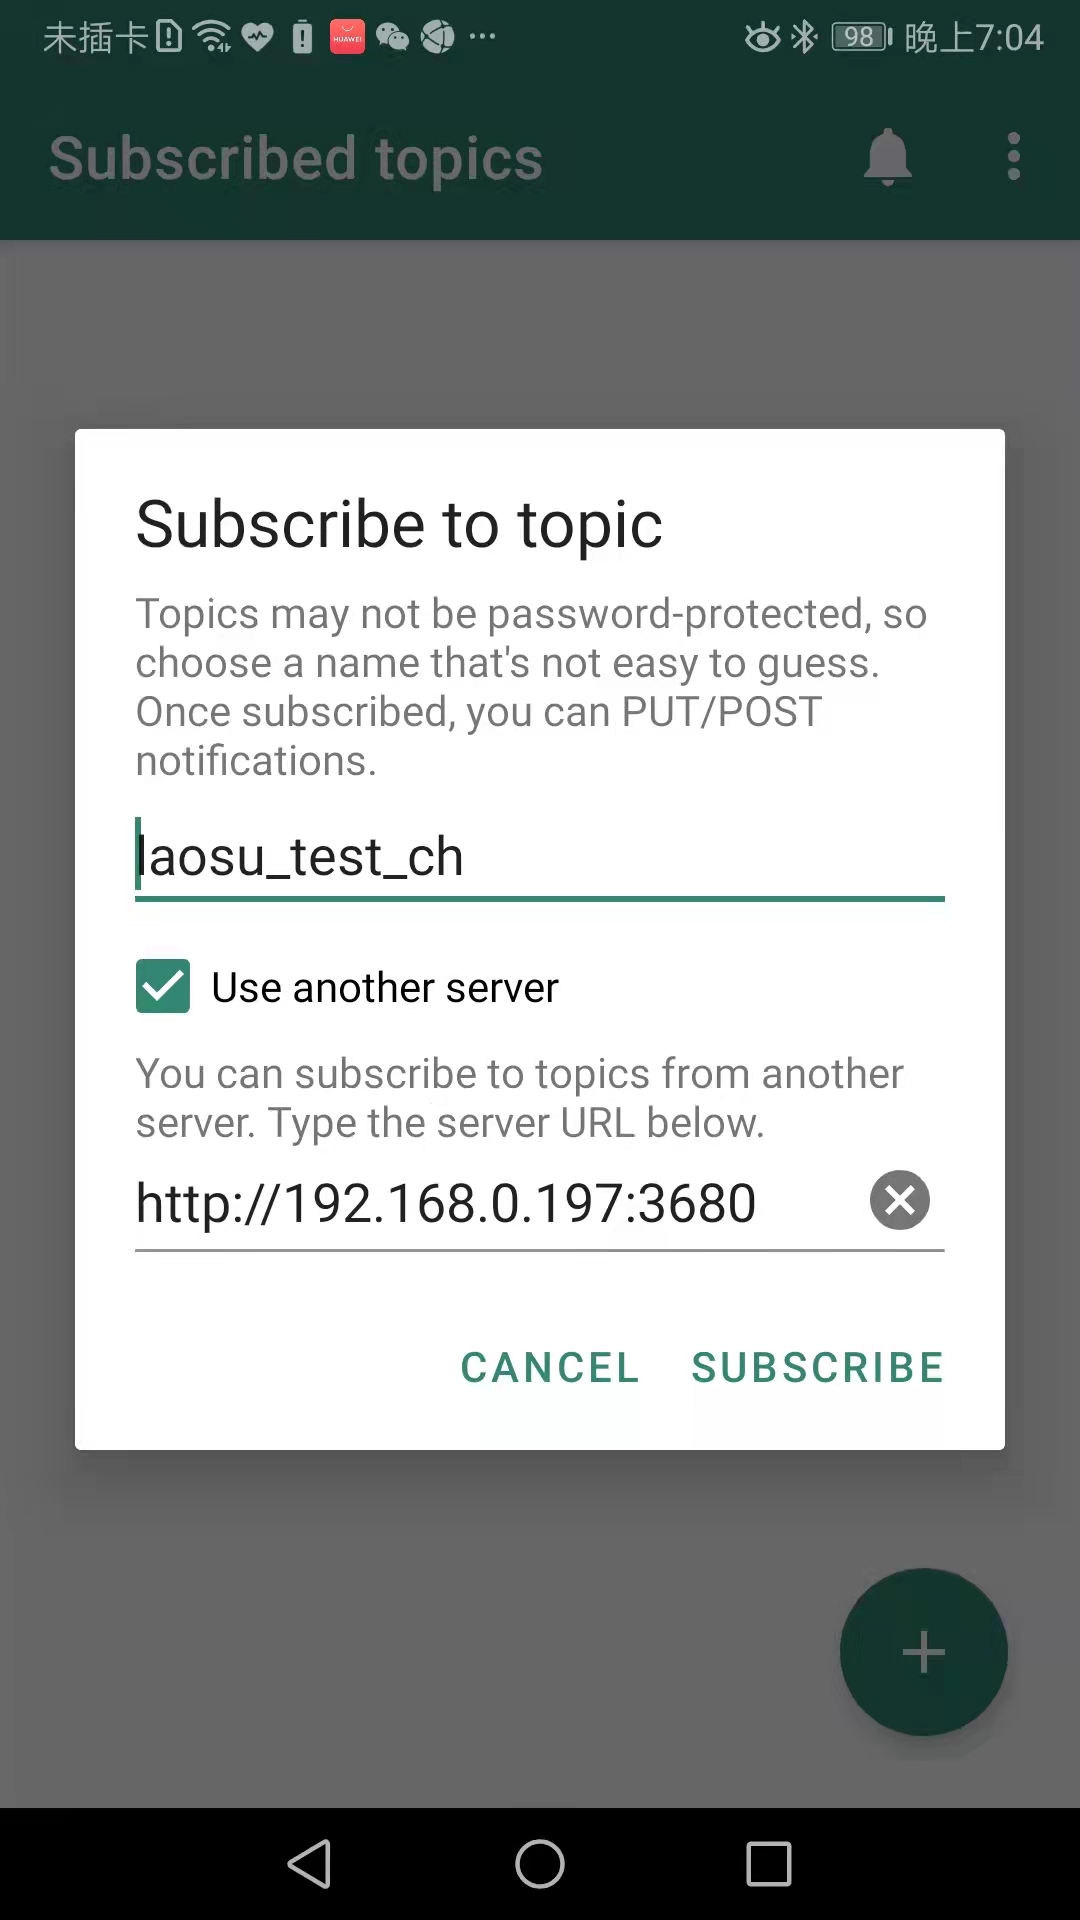 未插卡 HUAWEI 98 晚上7:04
Subscribed topics
Subscribe to topic
Topics may not be password-protected, so
choose a name that's not easy to guess.
Once subscribed, you can PUT/POST
notifications.
laosu_test_ch
Use another server
You can subscribe to topics from another
server. Type the server URL below.
http://192.168.0.197:3680
CANCEL SUBSCRIBE